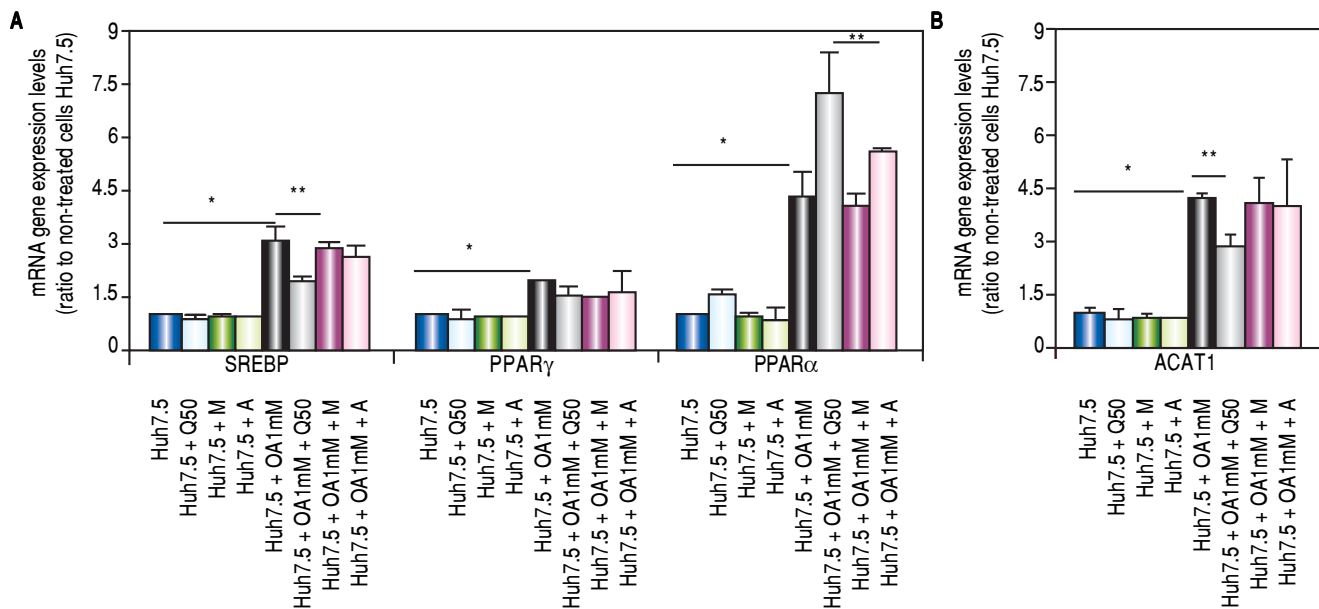 A
mRNA gene expression levels
(ratio to non-treated cells Huh7.5)
9
7.5
6
4.5
3
1.5
0
*
**
*
*
**
SREBP
PPARγ
PPARα
Huh7.5
Huh7.5 + Q50
Huh7.5 + M
Huh7.5 + A
Huh7.5 + OA1mM
Huh7.5 + OA1mM + Q50
Huh7.5 + OA1mM + M
Huh7.5 + OA1mM + A
Huh7.5
Huh7.5 + Q50
Huh7.5 + M
Huh7.5 + A
Huh7.5 + OA1mM
Huh7.5 + OA1mM + Q50
Huh7.5 + OA1mM + M
Huh7.5 + OA1mM + A
Huh7.5
Huh7.5 + Q50
Huh7.5 + M
Huh7.5 + A
Huh7.5 + OA1mM
Huh7.5 + OA1mM + Q50
Huh7.5 + OA1mM + M
Huh7.5 + OA1mM + A
B
mRNA gene expression levels
(ratio to non-treated cells Huh7.5)
9
7.5
6
4.5
3
1.5
0
*
**
ACAT1
Huh7.5
Huh7.5 + Q50
Huh7.5 + M
Huh7.5 + A
Huh7.5 + OA1mM
Huh7.5 + OA1mM + Q50
Huh7.5 + OA1mM + M
Huh7.5 + OA1mM + A